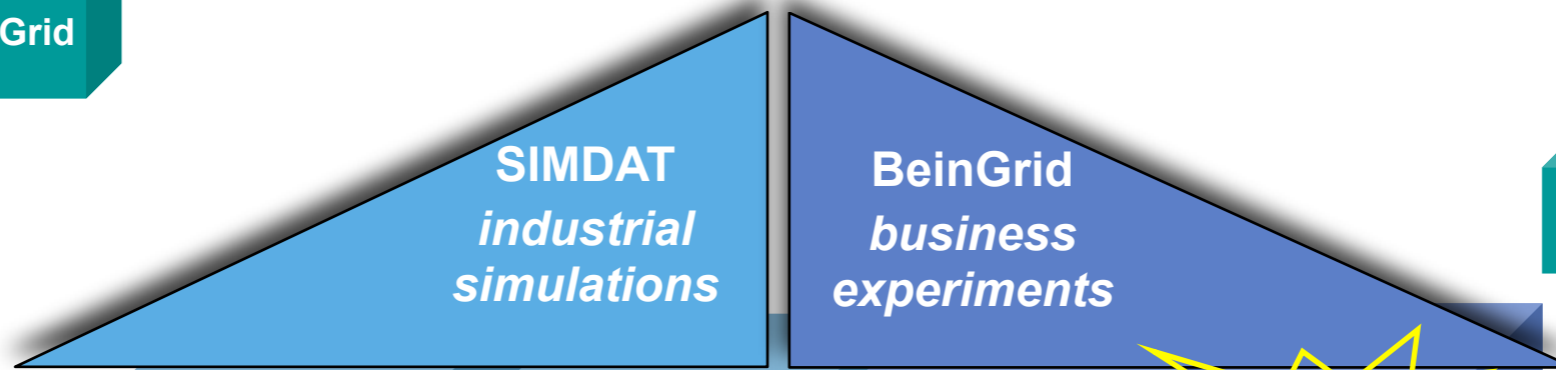 Grid
SIMDAT
industrial
simulations
BeinGrid
business
experiments